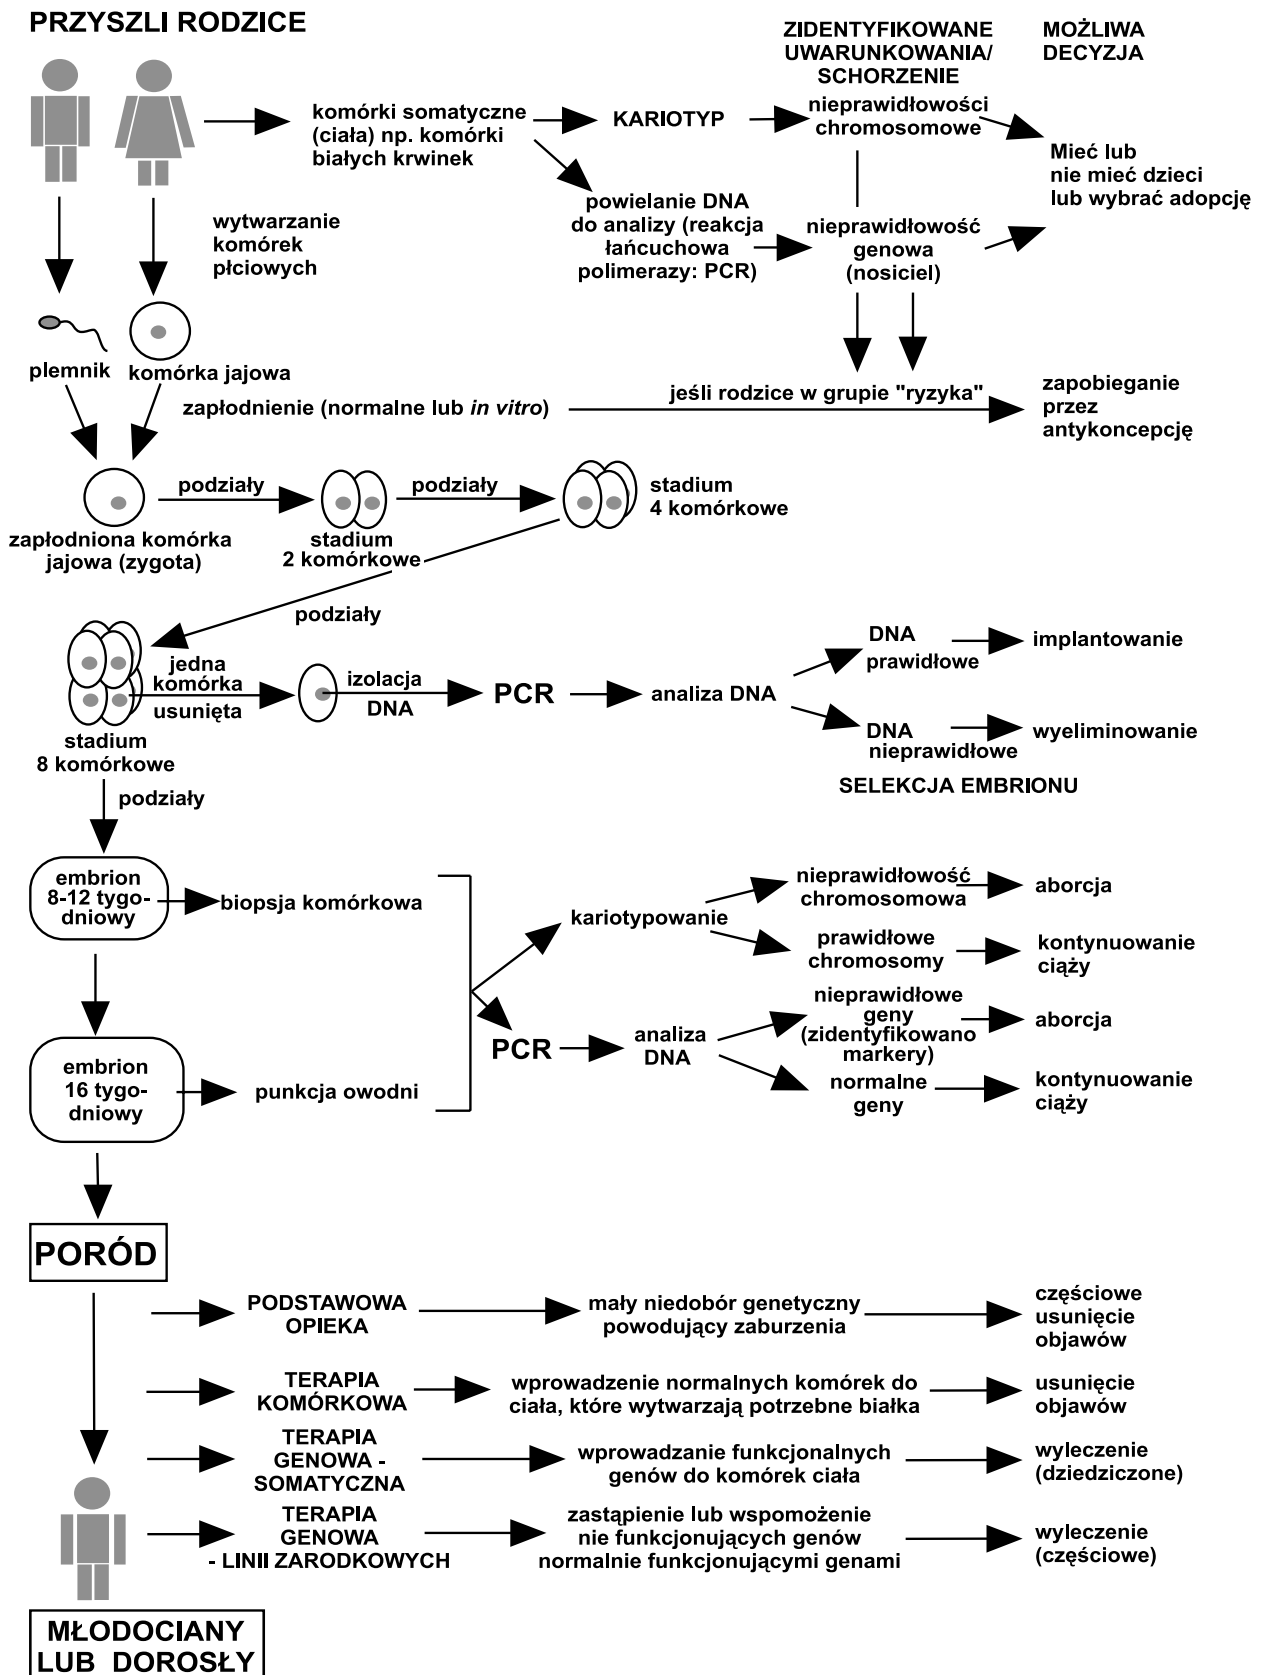 PRZYSZLI RODZICE
ZIDENTYFIKOWANE
UWARUNKOWANIA/
SCHORZENIE
MOŻLIWA
DECYZJA
komórki somatyczne
(ciała) np. komórki
białych krwinek
KARIOTYP
nieprawidłowości
chromosomowe
Mieć lub
nie mieć dzieci
lub wybrać adopcję
wytwarzanie
komórek
płciowych
powielanie DNA
do analizy (reakcja
łańcuchowa
polimerazy: PCR)
nieprawidłowość
genowa
(nosiciel)
plemnik
komórka jajowa
zapłodnienie (normalne lub in vitro)
jeśli rodzice w grupie "ryzyka"
zapobieganie
przez
antykoncepcję
podziały
podziały
stadium
4 komórkowe
zapłodniona komórka
jajowa (zygota)
stadium
2 komórkowe
podziały
jedna
komórka
usunięta
izolacja
DNA
PCR
analiza DNA
DNA
prawidłowe
implantowanie
DNA
nieprawidłowe
wyeliminowanie
stadium
8 komórkowe
SELEKCJA EMBRIONU
podziały
embrion
8-12 tygo-
dniowy
biopsja komórkowa
kariotypowanie
nieprawidłowość
chromosomowa
aborcja
prawidłowe
chromosomy
kontynuowanie
ciąży
embrion
16 tygo-
dniowy
punkcja owodni
PCR
analiza
DNA
nieprawidłowe
geny
(zidentyfikowano
markery)
aborcja
normalne
geny
kontynuowanie
ciąży
PORÓD
PODSTAWOWA
OPIEKA
mały niedobór genetyczny
powodujący zaburzenia
częściowe
usunięcie
objawów
TERAPIA
KOMÓRKOWA
wprowadzenie normalnych komórek do
ciała, które wytwarzają potrzebne białka
usunięcie
objawów
TERAPIA
GENOWA -
SOMATYCZNA
wprowadzanie funkcjonalnych
genów do komórek ciała
wyleczenie
(dziedziczone)
TERAPIA
GENOWA
- LINII ZARODKOWYCH
zastąpienie lub wspomożenie
nie funkcjonujących genów
normalnie funkcjonującymi genami
wyleczenie
(częściowe)
MŁODOCIANY
LUB DOROSŁY